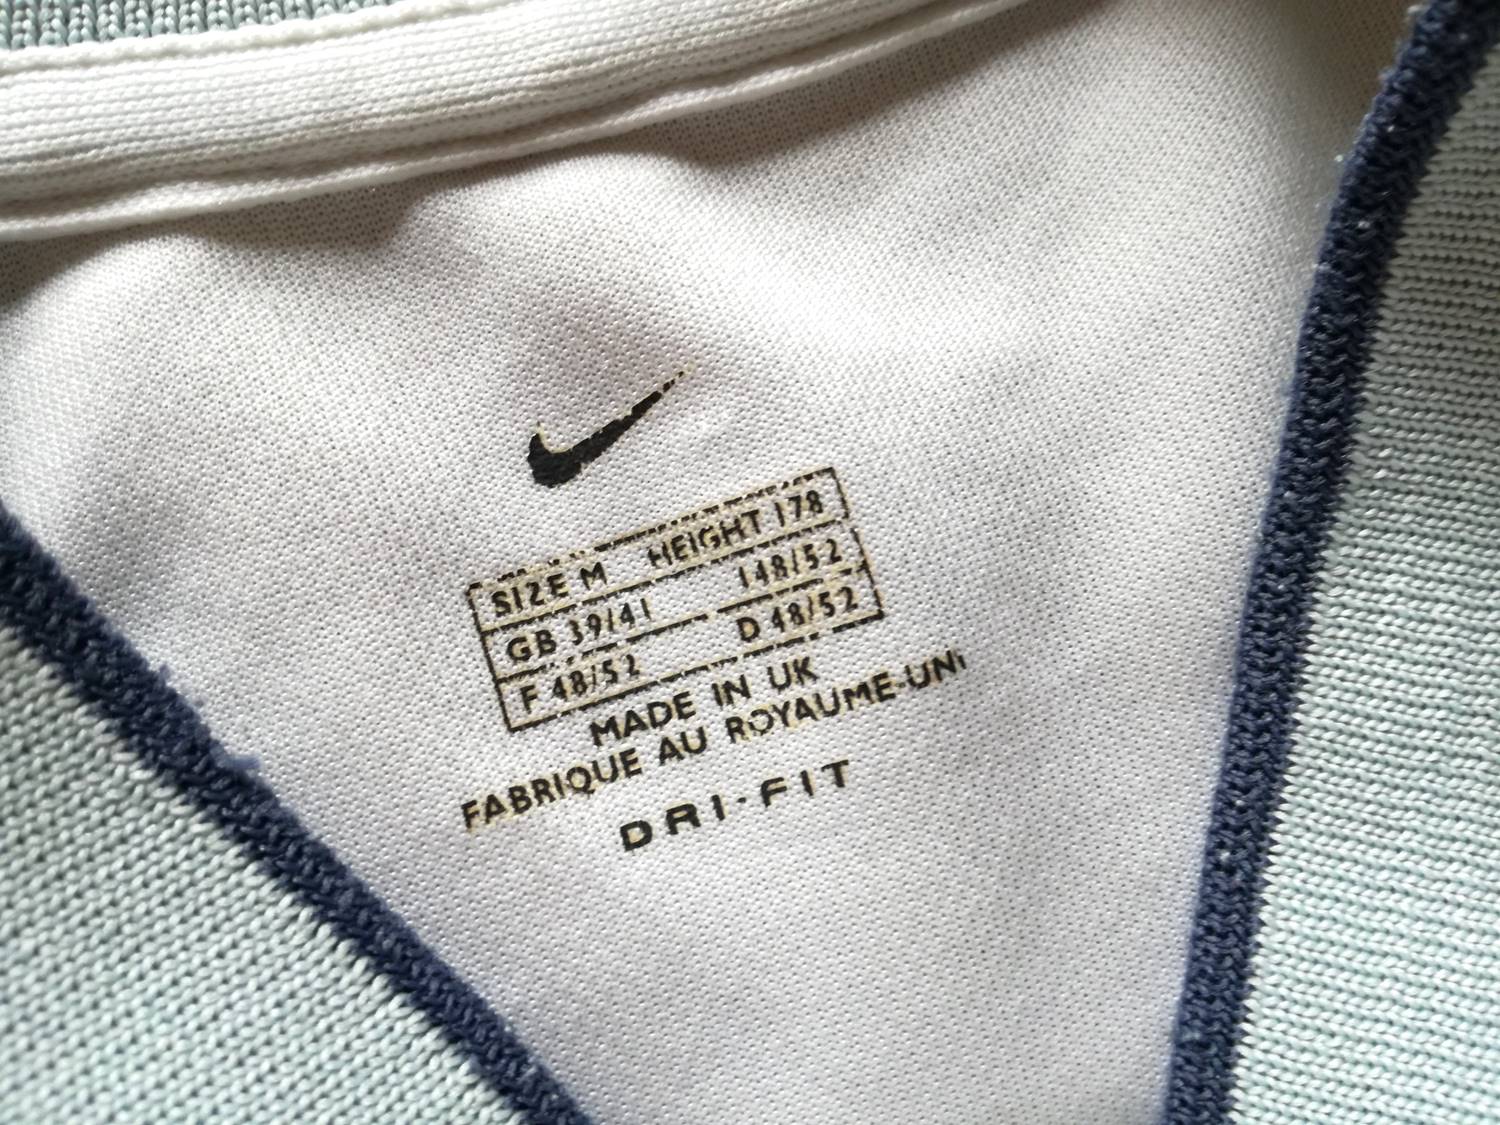 SIZE M HEIGHT 178
GB 39/41 I 48/52
F 48/52 D 48/52
MADE IN UK
FABRIQUE AU ROYAUME-UNI
DRI-FIT